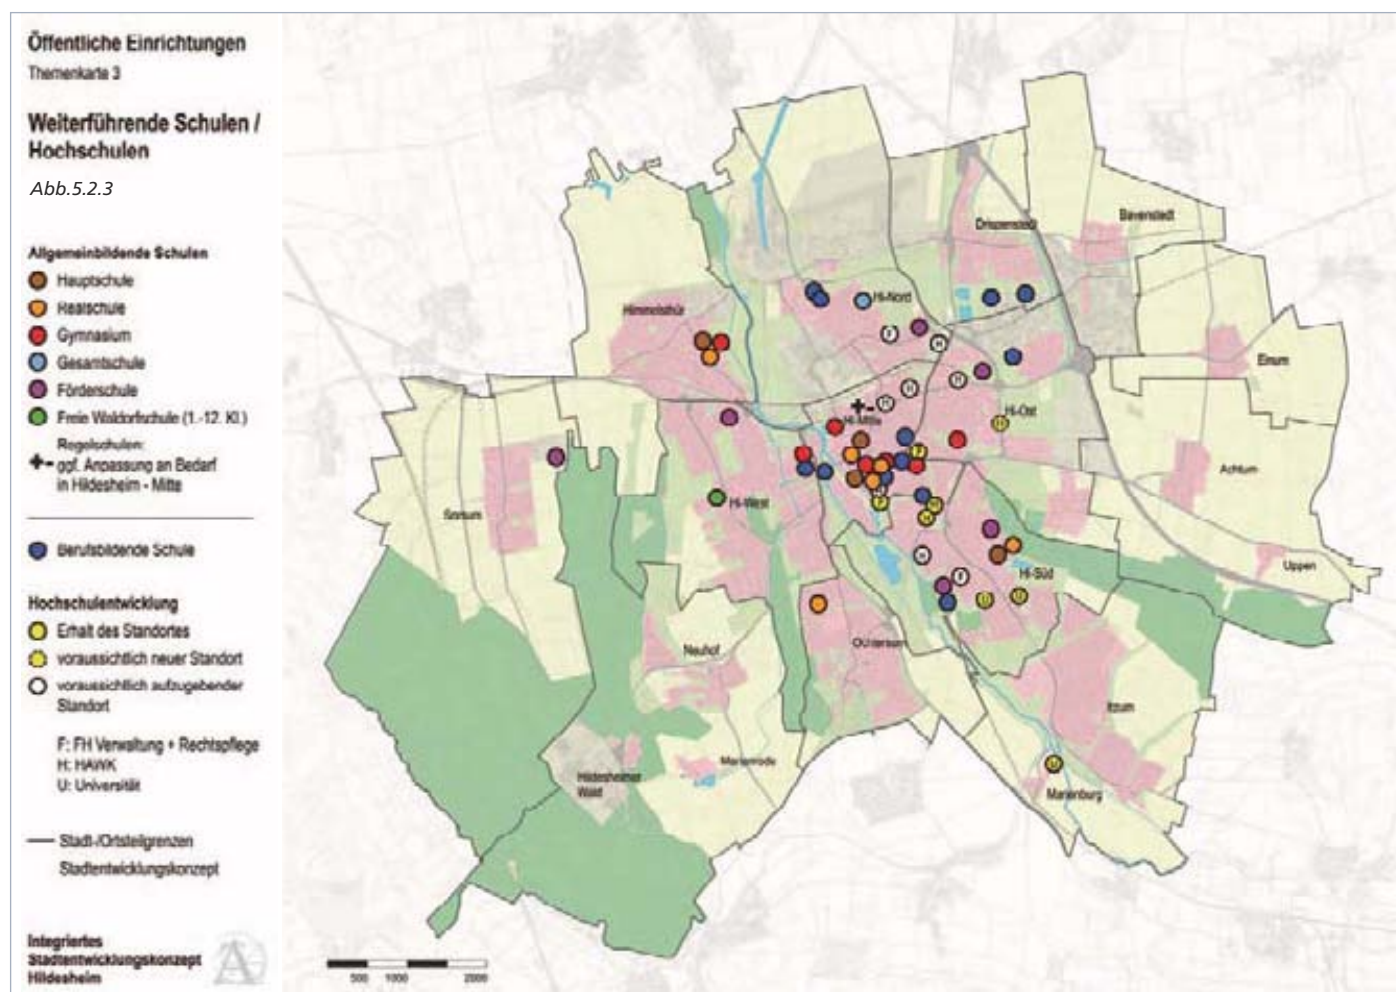 Öffentliche Einrichtungen
Themenkarte 3
Weiterführende Schulen /
Hochschulen
Abb.5.2.3
Allgemeinbildende Schulen
Hauptschule
Realschule
Gymnasium
Gesamtschule
Förderschule
Freie Waldorfschule (1.-12. Kl.)
Regelschulen:
ggf. Anpassung an Bedarf
in Hildesheim - Mitte
Berufsbildende Schule
Hochschulentwicklung
Erhalt des Standortes
voraussichtlich neuer Standort
voraussichtlich aufzugebender
Standort
F: FH Verwaltung + Rechtspflege
H: HAWK
U: Universität
Stadt-/Ortsteilgrenzen
Stadtentwicklungskonzept
Integriertes
Stadtentwicklungskonzept
Hildesheim
500 1000 2000
Bavenstedt
Drispenstedt
Hi-Nord
Himmelsthür
Einum
Hi-Ost
Hi-Mitte
Achtum
Sorsum
Hi-West
Uppen
Hi-Süd
Neuhof
Ochtersum
Itzum
Marienrode
Hildesheimer
Wald
Marienburg
F
H
H
H
H
H
F
U
U